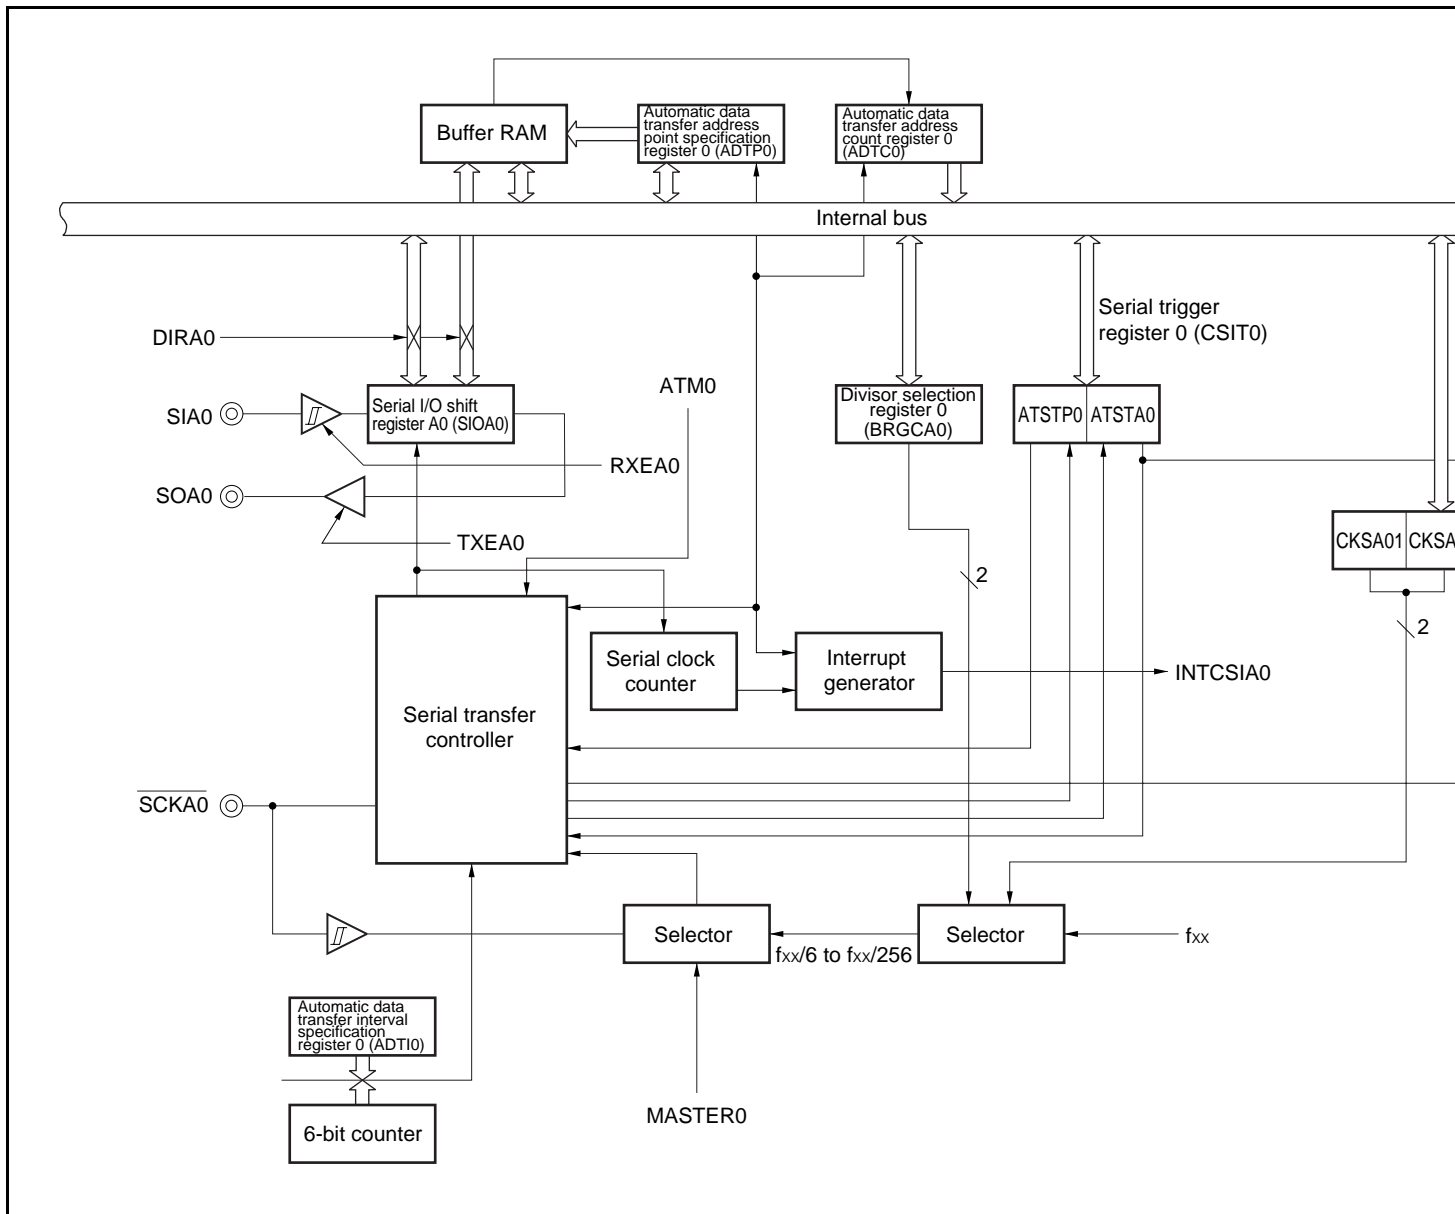 Buffer RAM
Automatic data
transfer address
point specification
register 0 (ADTP0)
Automatic data
transfer address
count register 0
(ADTC0)
Internal bus
Serial trigger
register 0 (CSIT0)
DIRA0
ATM0
SIA0
Serial I/O shift
register A0 (SIOA0)
Divisor selection
register 0
(BRGCA0)
ATSTP0
ATSTA0
RXEA0
SOA0
TXEA0
CKSA01
CKSA
2
2
Serial clock
counter
Interrupt
generator
INTCSIA0
Serial transfer
controller
SCKA0
Selector
fxx/6 to fxx/256
Selector
fxx
Automatic data
transfer interval
specification
register 0 (ADTI0)
MASTER0
6-bit counter